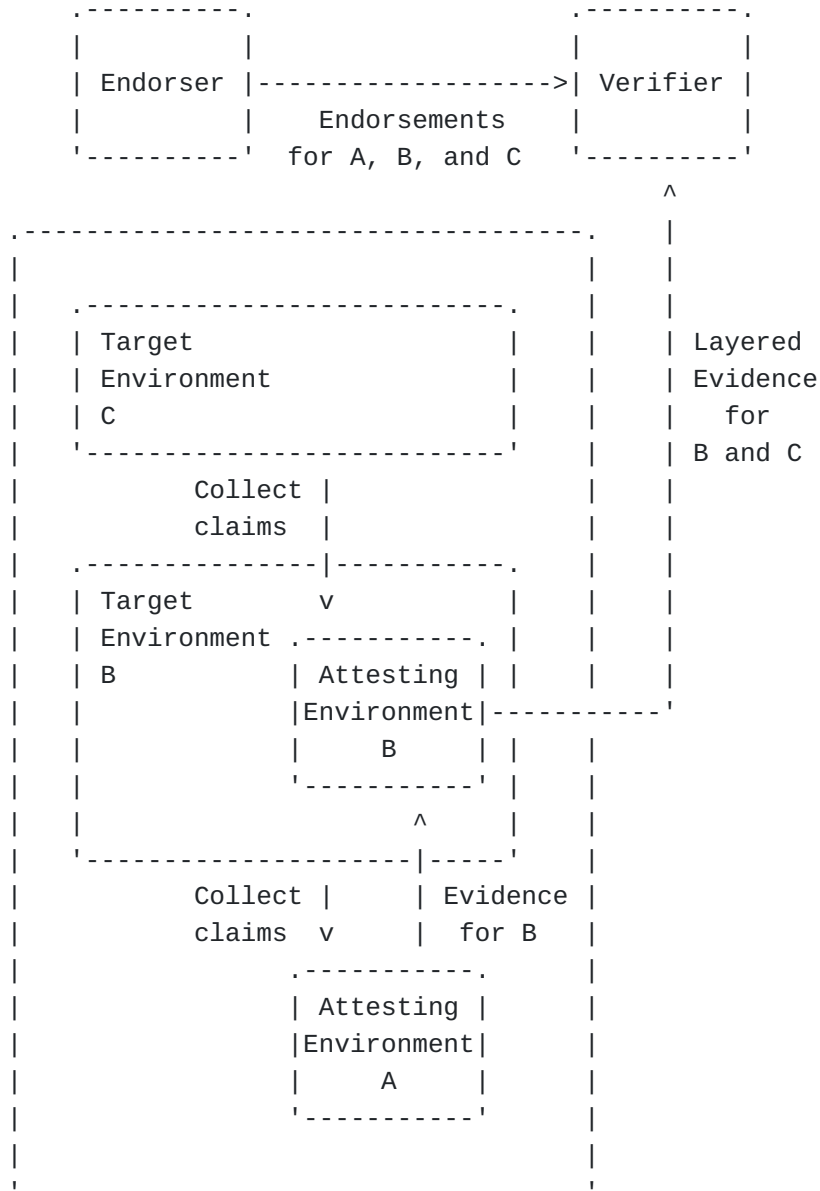 Endorser Verifier
Endorsements
for A, B, and C
Target Layered
Environment Evidence
C for
B and C
Collect
claims
Target v
Environment
B Attesting
Environment
B
Collect Evidence
claims v for B
Attesting
Environment
A